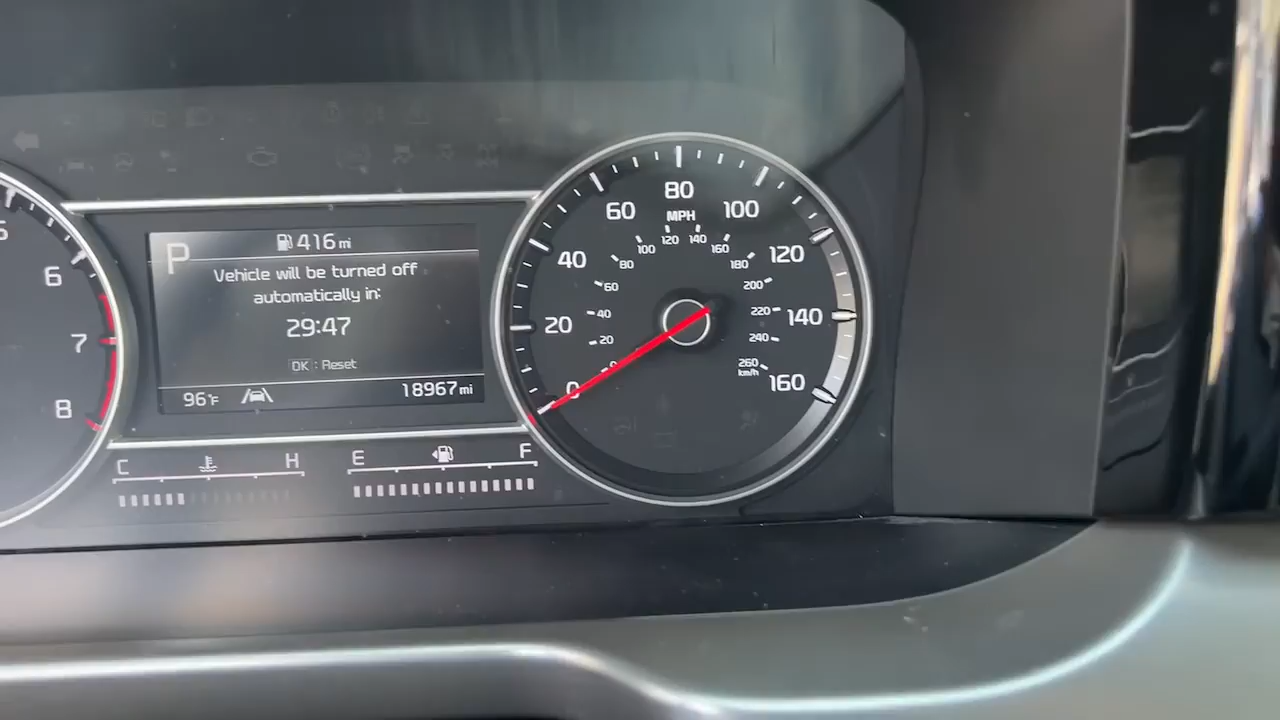 P
416 mi
Vehicle will be turned off
automatically in:
29:47
OK : Reset
96°F
18967 mi
6
7
8
C H
E F
0
20
40
60
80
100
120
140
160
MPH
20
40
60
80
100
120
140
160
180
200
220
240
260
km/h